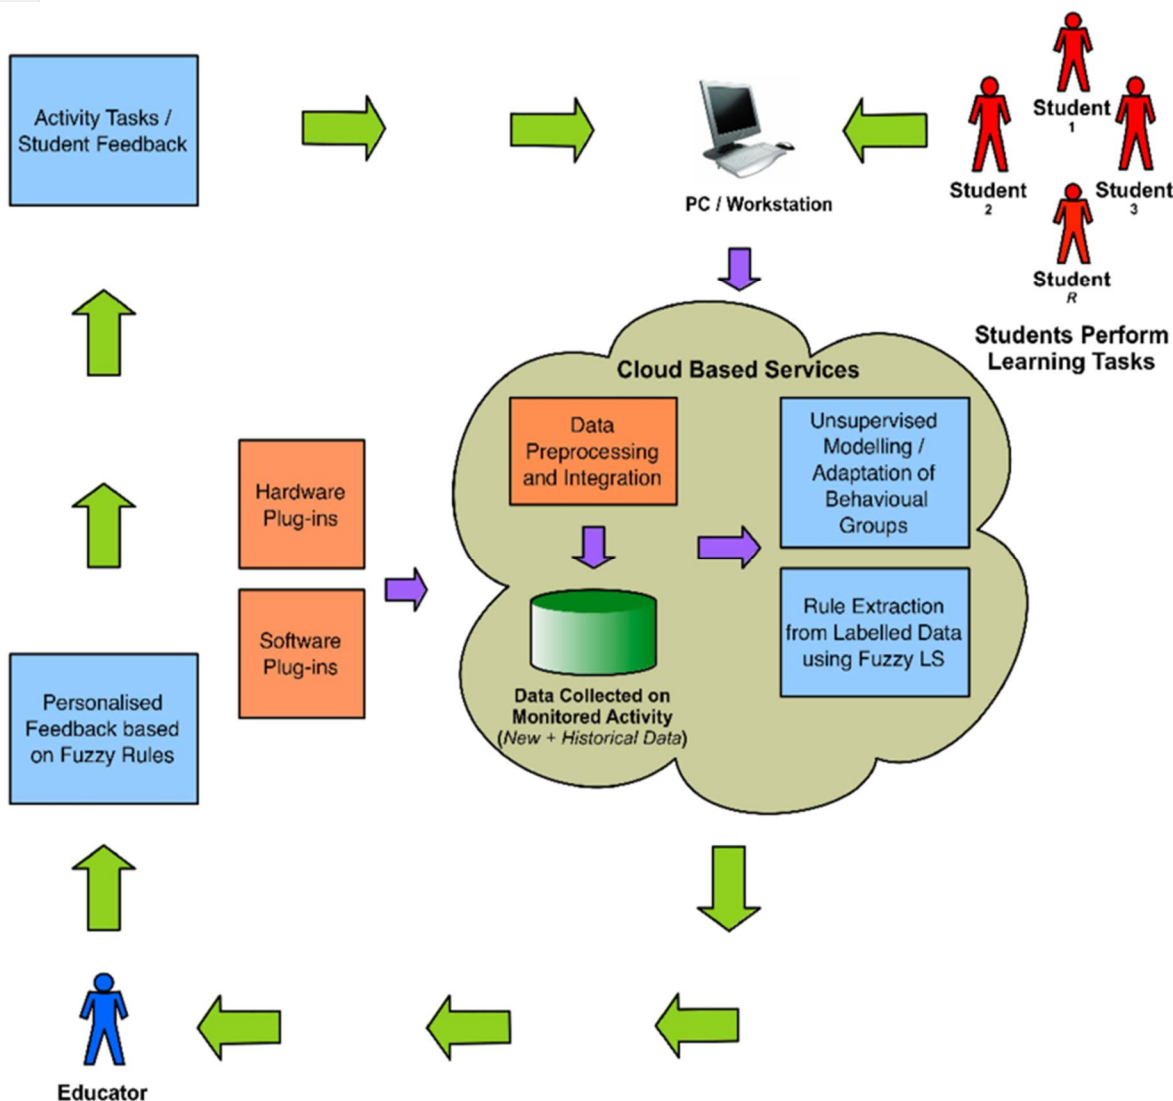 Activity Tasks /
Student Feedback
PC / Workstation
Student
1
Student
2
Student
3
Student
R
Students Perform
Learning Tasks
Cloud Based Services
Data
Preprocessing
and Integration
Unsupervised
Modelling /
Adaptation of
Behavioual
Groups
Hardware
Plug-ins
Software
Plug-ins
Rule Extraction
from Labelled Data
using Fuzzy LS
Data Collected on
Monitored Activity
(New + Historical Data)
Personalised
Feedback based
on Fuzzy Rules
Educator